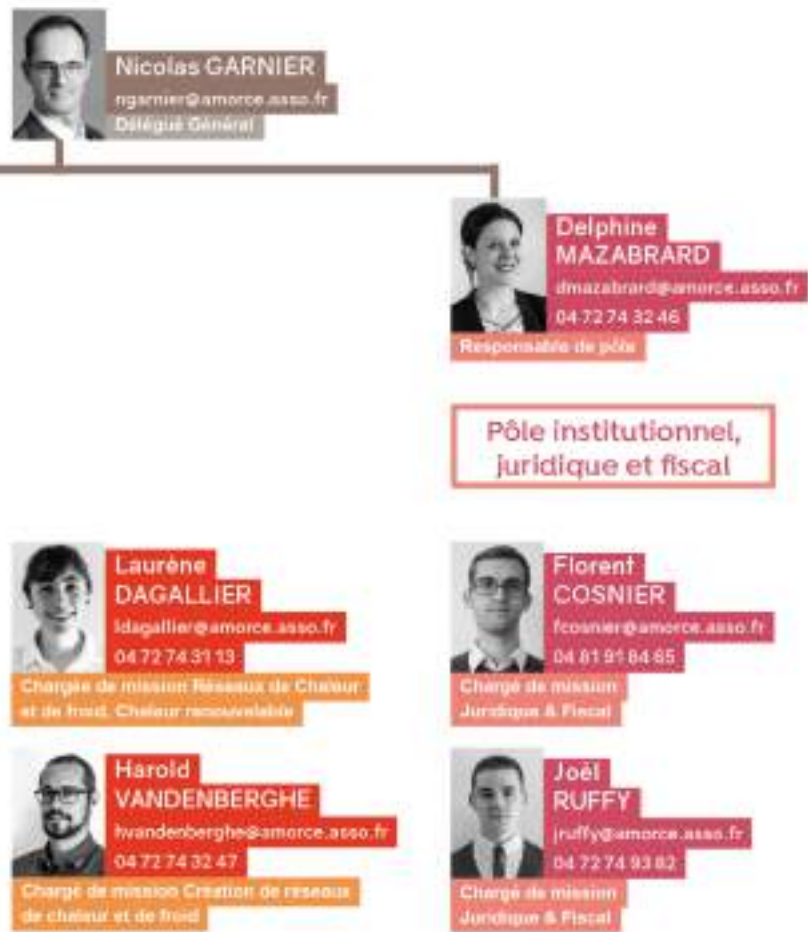 Nicolas GARNIER
ngarnier@amorce.asso.fr
Délégué Général
Delphine
MAZABRARD
dmazabrard@amorce.asso.fr
04 72 74 32 46
Responsable de pôle
Pôle institutionnel,
juridique et fiscal
Laurène
DAGALLIER
ldagallier@amorce.asso.fr
04 72 74 31 13
Chargée de mission Réseaux de Chaleur
et de froid, Chaleur renouvelable
Florent
COSNIER
fcosnier@amorce.asso.fr
04 81 91 84 65
Chargé de mission
Juridique & Fiscal
Harold
VANDENBERGHE
hvandenberghe@amorce.asso.fr
04 72 74 32 47
Chargé de mission Création de réseaux
de chaleur et de froid
Joël
RUFFY
jruffy@amorce.asso.fr
04 72 74 93 82
Chargé de mission
Juridique & Fiscal